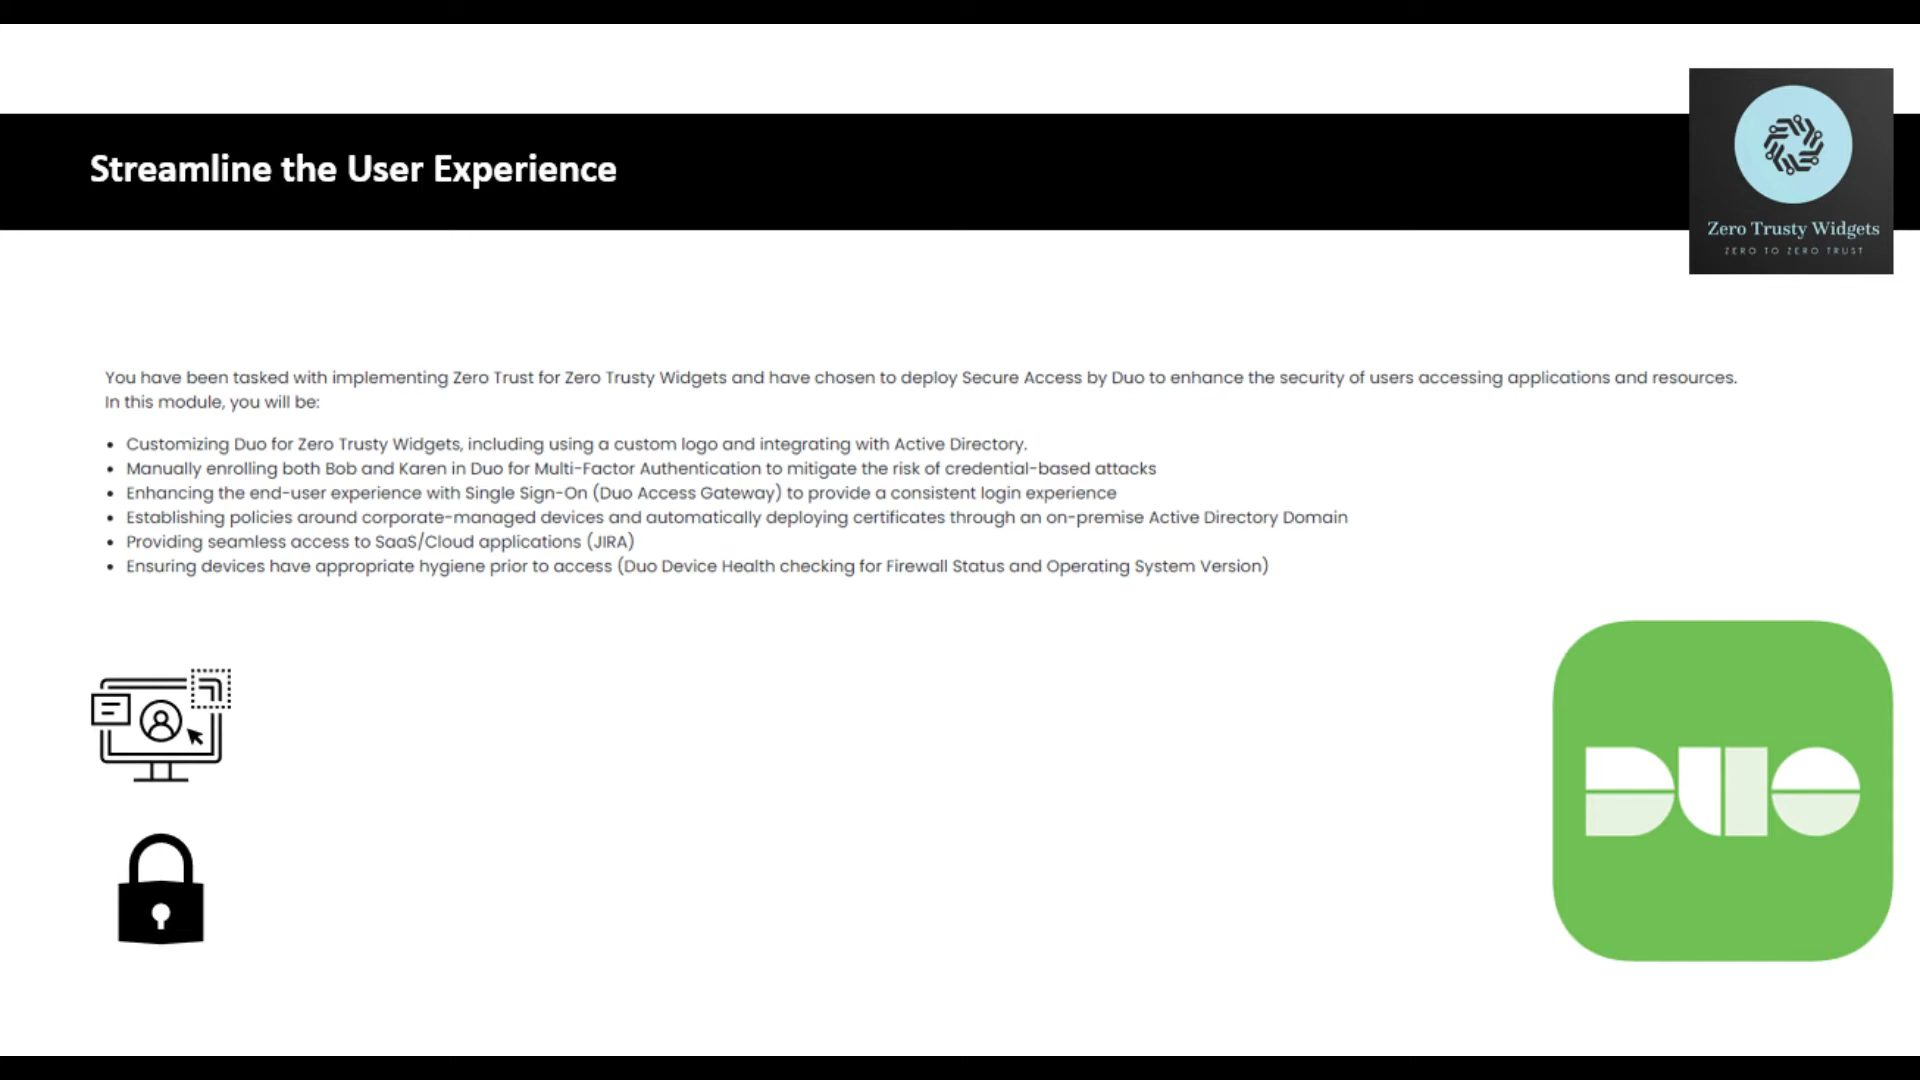 Streamline the User Experience
Zero Trusty Widgets
ZERO TO ZERO TRUST
You have been tasked with implementing Zero Trust for Zero Trusty Widgets and have chosen to deploy Secure Access by Duo to enhance the security of users accessing applications and resources.
In this module, you will be:
• Customizing Duo for Zero Trusty Widgets, including using a custom logo and integrating with Active Directory.
• Manually enrolling both Bob and Karen in Duo for Multi-Factor Authentication to mitigate the risk of credential-based attacks
• Enhancing the end-user experience with Single Sign-On (Duo Access Gateway) to provide a consistent login experience
• Establishing policies around corporate-managed devices and automatically deploying certificates through an on-premise Active Directory Domain
• Providing seamless access to SaaS/Cloud applications (JIRA)
• Ensuring devices have appropriate hygiene prior to access (Duo Device Health checking for Firewall Status and Operating System Version)
DUO